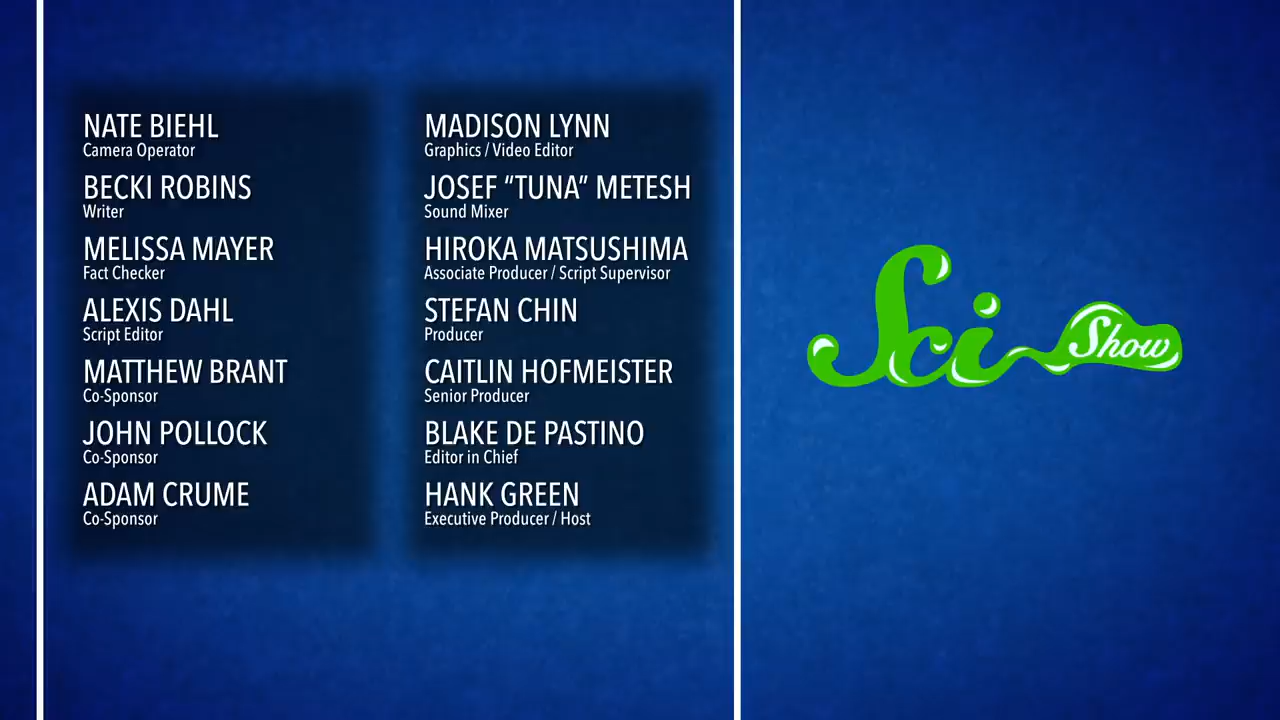 NATE BIEHL
Camera Operator
BECKI ROBINS
Writer
MELISSA MAYER
Fact Checker
ALEXIS DAHL
Script Editor
MATTHEW BRANT
Co-Sponsor
JOHN POLLOCK
Co-Sponsor
ADAM CRUME
Co-Sponsor
MADISON LYNN
Graphics / Video Editor
JOSEF “TUNA” METESH
Sound Mixer
HIROKA MATSUSHIMA
Associate Producer / Script Supervisor
STEFAN CHIN
Producer
CAITLIN HOFMEISTER
Senior Producer
BLAKE DE PASTINO
Editor in Chief
HANK GREEN
Executive Producer / Host
Sci Show